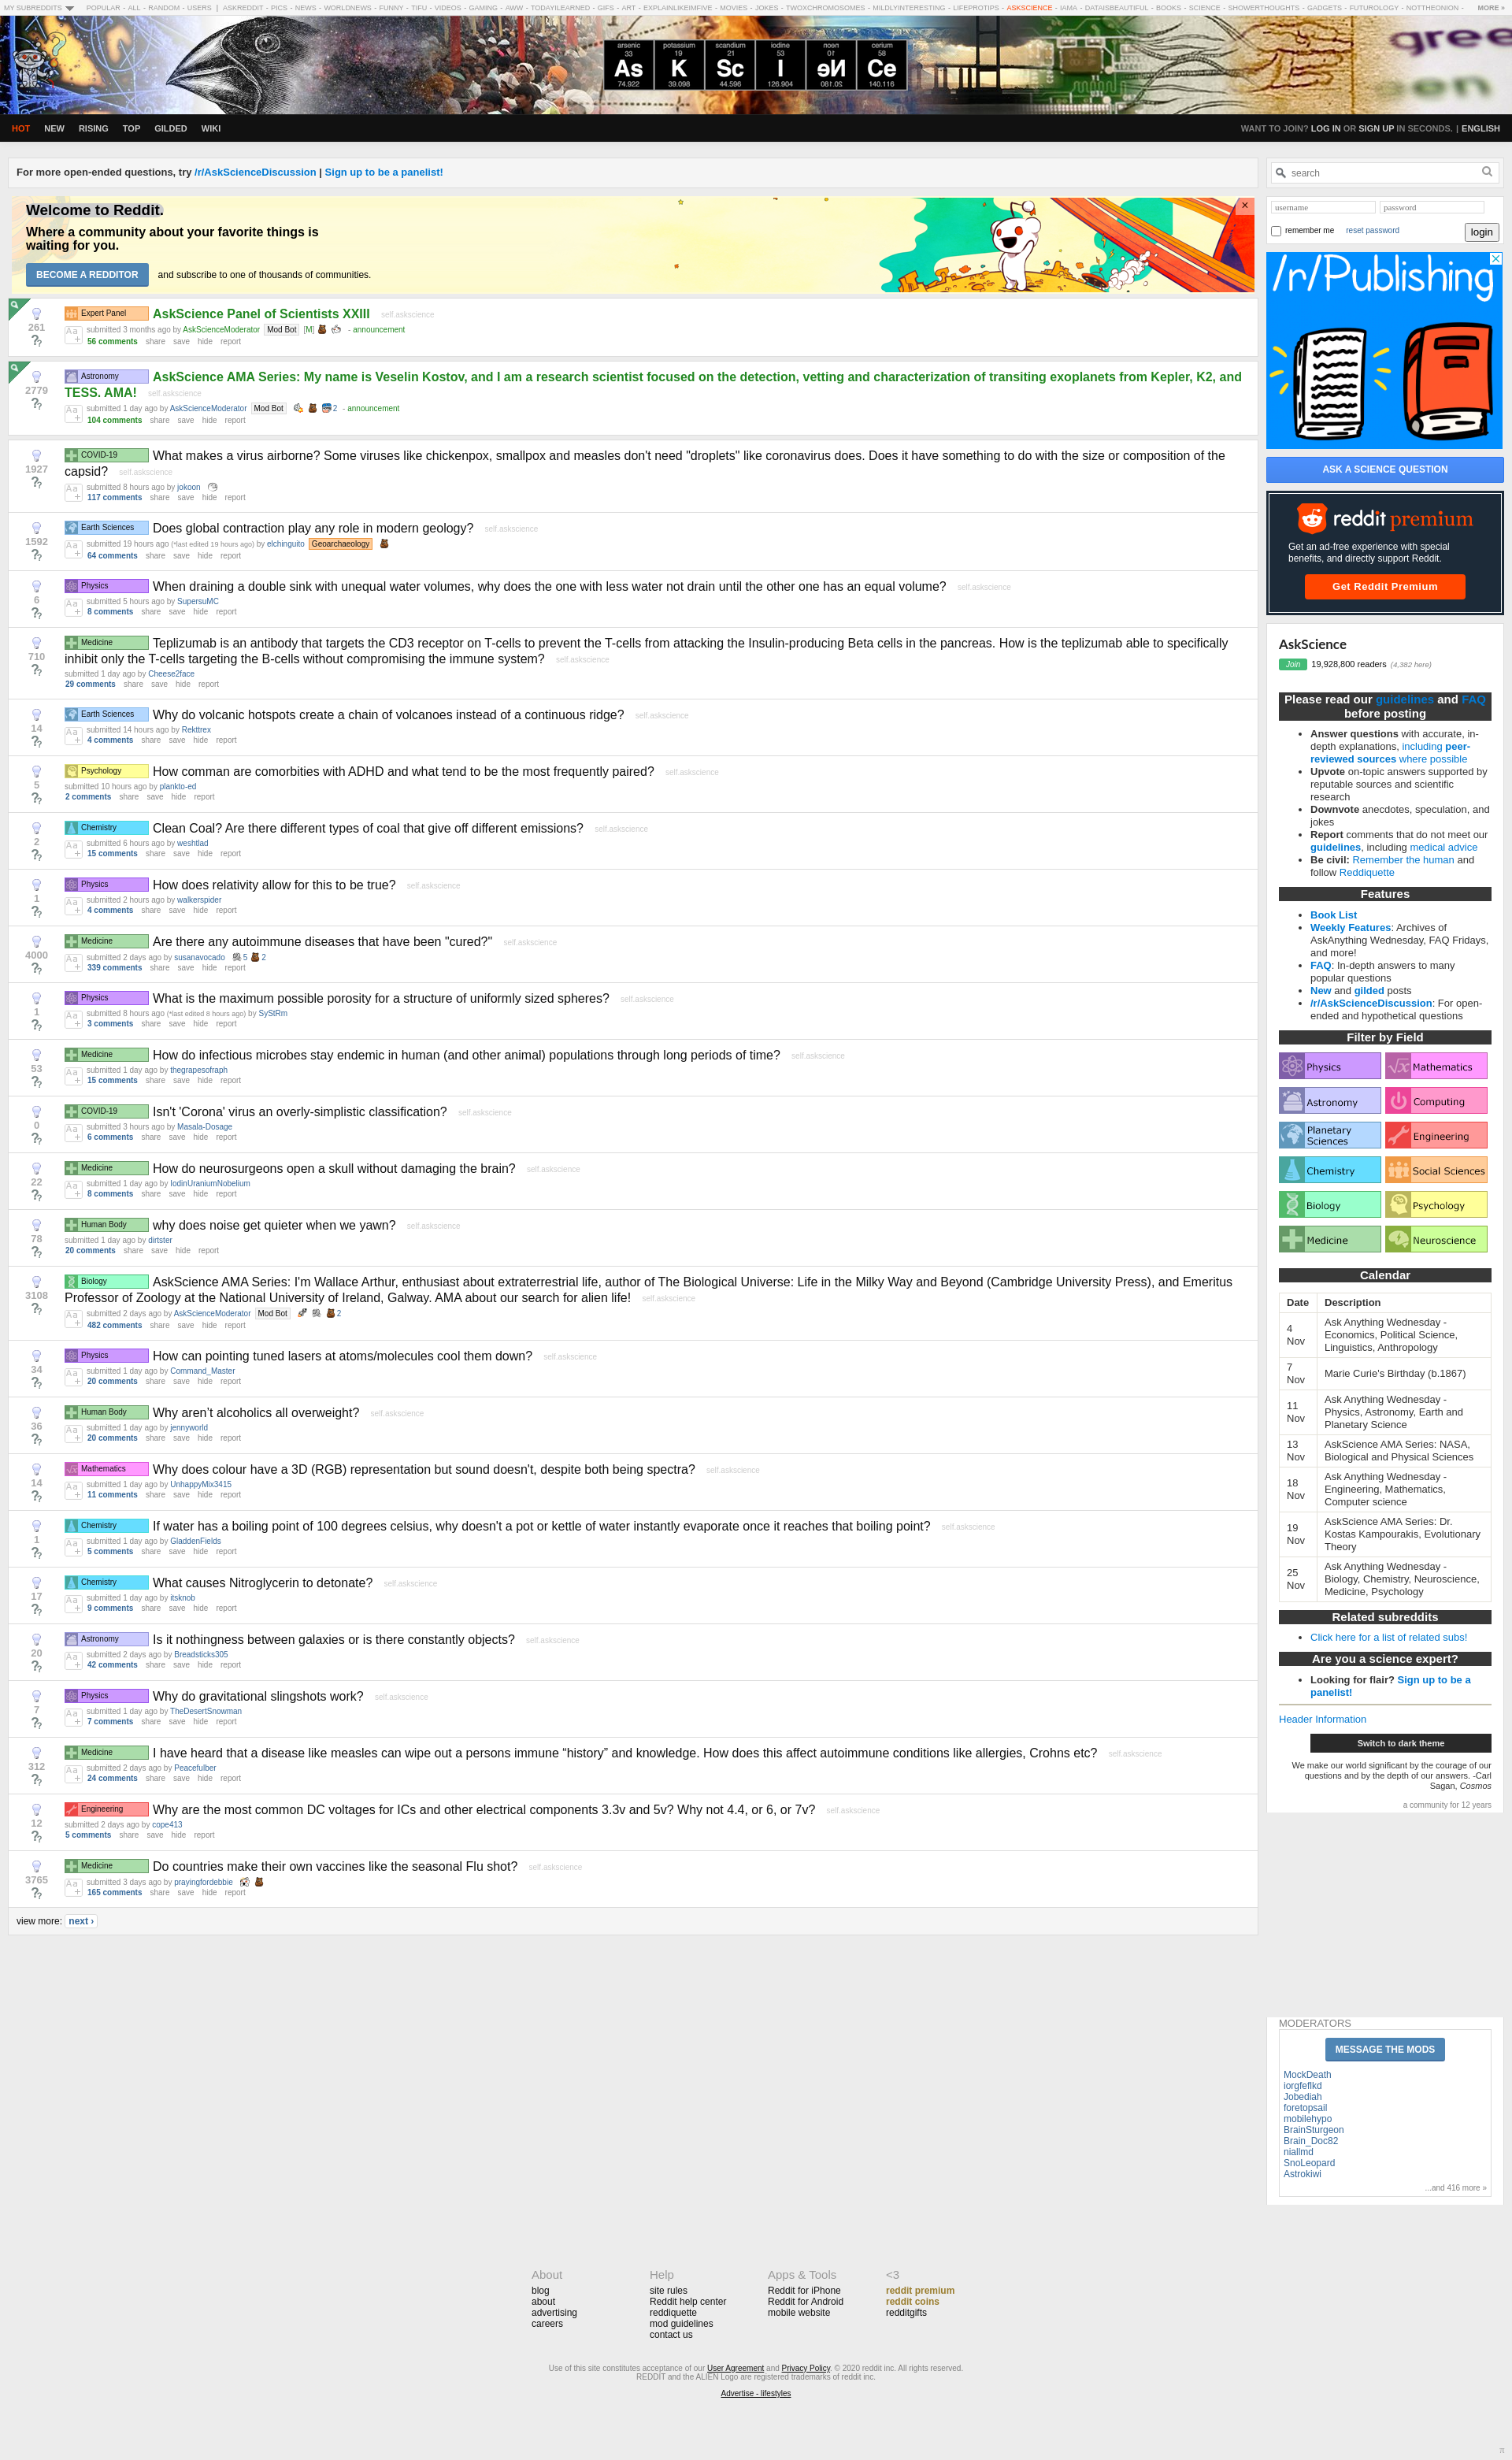 MY SUBREDDITS POPULAR - ALL - RANDOM - USERS | ASKREDDIT - PICS - NEWS - WORLDNEWS - FUNNY - TIFU - VIDEOS - GAMING - AWW - TODAYILEARNED - GIFS - ART - EXPLAINLIKEIMFIVE - MOVIES - JOKES - TWOXCHROMOSOMES - MILDLYINTERESTING - LIFEPROTIPS - ASKSCIENCE - IAMA - DATAISBEAUTIFUL - BOOKS - SCIENCE - SHOWERTHOUGHTS - GADGETS - FUTUROLOGY - NOTTHEONION - MORE »
arsenic 33 As 74.922
potassium 19 K 39.098
scandium 21 Sc 44.596
iodine 53 I 126.904
neon 10 Ne 20.180
cerium 58 Ce 140.116
HOT NEW RISING TOP GILDED WIKI
WANT TO JOIN? LOG IN OR SIGN UP IN SECONDS. | ENGLISH
For more open-ended questions, try /r/AskScienceDiscussion | Sign up to be a panelist!
Welcome to Reddit.
Where a community about your favorite things is
waiting for you.
BECOME A REDDITOR and subscribe to one of thousands of communities.
×
261
Expert Panel AskScience Panel of Scientists XXIII self.askscience
submitted 3 months ago by AskScienceModerator Mod Bot [M] - announcement
56 comments share save hide report
2779
Astronomy AskScience AMA Series: My name is Veselin Kostov, and I am a research scientist focused on the detection, vetting and characterization of transiting exoplanets from Kepler, K2, and
TESS. AMA! self.askscience
submitted 1 day ago by AskScienceModerator Mod Bot 2 - announcement
104 comments share save hide report
1927
COVID-19 What makes a virus airborne? Some viruses like chickenpox, smallpox and measles don't need "droplets" like coronavirus does. Does it have something to do with the size or composition of the
capsid? self.askscience
submitted 8 hours ago by jokoon
117 comments share save hide report
1592
Earth Sciences Does global contraction play any role in modern geology? self.askscience
submitted 19 hours ago (*last edited 19 hours ago) by elchinguito Geoarchaeology
64 comments share save hide report
6
Physics When draining a double sink with unequal water volumes, why does the one with less water not drain until the other one has an equal volume? self.askscience
submitted 5 hours ago by SupersuMC
8 comments share save hide report
710
Medicine Teplizumab is an antibody that targets the CD3 receptor on T-cells to prevent the T-cells from attacking the Insulin-producing Beta cells in the pancreas. How is the teplizumab able to specifically
inhibit only the T-cells targeting the B-cells without compromising the immune system? self.askscience
submitted 1 day ago by Cheese2face
29 comments share save hide report
14
Earth Sciences Why do volcanic hotspots create a chain of volcanoes instead of a continuous ridge? self.askscience
submitted 14 hours ago by Rekttrex
4 comments share save hide report
5
Psychology How comman are comorbities with ADHD and what tend to be the most frequently paired? self.askscience
submitted 10 hours ago by plankto-ed
2 comments share save hide report
2
Chemistry Clean Coal? Are there different types of coal that give off different emissions? self.askscience
submitted 6 hours ago by weshtlad
15 comments share save hide report
1
Physics How does relativity allow for this to be true? self.askscience
submitted 2 hours ago by walkerspider
4 comments share save hide report
4000
Medicine Are there any autoimmune diseases that have been "cured?" self.askscience
submitted 2 days ago by susanavocado 5 2
339 comments share save hide report
1
Physics What is the maximum possible porosity for a structure of uniformly sized spheres? self.askscience
submitted 8 hours ago (*last edited 8 hours ago) by SyStRm
3 comments share save hide report
53
Medicine How do infectious microbes stay endemic in human (and other animal) populations through long periods of time? self.askscience
submitted 1 day ago by thegrapesofraph
15 comments share save hide report
0
COVID-19 Isn't 'Corona' virus an overly-simplistic classification? self.askscience
submitted 3 hours ago by Masala-Dosage
6 comments share save hide report
22
Medicine How do neurosurgeons open a skull without damaging the brain? self.askscience
submitted 1 day ago by IodinUraniumNobelium
8 comments share save hide report
78
Human Body why does noise get quieter when we yawn? self.askscience
submitted 1 day ago by dirtster
20 comments share save hide report
3108
Biology AskScience AMA Series: I'm Wallace Arthur, enthusiast about extraterrestrial life, author of The Biological Universe: Life in the Milky Way and Beyond (Cambridge University Press), and Emeritus
Professor of Zoology at the National University of Ireland, Galway. AMA about our search for alien life! self.askscience
submitted 2 days ago by AskScienceModerator Mod Bot 2
482 comments share save hide report
34
Physics How can pointing tuned lasers at atoms/molecules cool them down? self.askscience
submitted 1 day ago by Command_Master
20 comments share save hide report
36
Human Body Why aren’t alcoholics all overweight? self.askscience
submitted 1 day ago by jennyworld
20 comments share save hide report
14
Mathematics Why does colour have a 3D (RGB) representation but sound doesn't, despite both being spectra? self.askscience
submitted 1 day ago by UnhappyMix3415
11 comments share save hide report
1
Chemistry If water has a boiling point of 100 degrees celsius, why doesn't a pot or kettle of water instantly evaporate once it reaches that boiling point? self.askscience
submitted 1 day ago by GladdenFields
5 comments share save hide report
17
Chemistry What causes Nitroglycerin to detonate? self.askscience
submitted 1 day ago by itsknob
9 comments share save hide report
20
Astronomy Is it nothingness between galaxies or is there constantly objects? self.askscience
submitted 2 days ago by Breadsticks305
42 comments share save hide report
7
Physics Why do gravitational slingshots work? self.askscience
submitted 1 day ago by TheDesertSnowman
7 comments share save hide report
312
Medicine I have heard that a disease like measles can wipe out a persons immune “history” and knowledge. How does this affect autoimmune conditions like allergies, Crohns etc? self.askscience
submitted 2 days ago by Peacefulber
24 comments share save hide report
12
Engineering Why are the most common DC voltages for ICs and other electrical components 3.3v and 5v? Why not 4.4, or 6, or 7v? self.askscience
submitted 2 days ago by cope413
5 comments share save hide report
3765
Medicine Do countries make their own vaccines like the seasonal Flu shot? self.askscience
submitted 3 days ago by prayingfordebbie
165 comments share save hide report
view more: next ›
search
username password
remember me reset password login
/r/Publishing
ASK A SCIENCE QUESTION
reddit premium
Get an ad-free experience with special
benefits, and directly support Reddit.
Get Reddit Premium
AskScience
Join 19,928,800 readers (4,382 here)
Please read our guidelines and FAQ
before posting
Answer questions with accurate, in-
depth explanations, including peer-
reviewed sources where possible
Upvote on-topic answers supported by
reputable sources and scientific
research
Downvote anecdotes, speculation, and
jokes
Report comments that do not meet our
guidelines, including medical advice
Be civil: Remember the human and
follow Reddiquette
Features
Book List
Weekly Features: Archives of
AskAnything Wednesday, FAQ Fridays,
and more!
FAQ: In-depth answers to many
popular questions
New and gilded posts
/r/AskScienceDiscussion: For open-
ended and hypothetical questions
Filter by Field
Physics Mathematics
Astronomy Computing
Planetary Sciences Engineering
Chemistry Social Sciences
Biology Psychology
Medicine Neuroscience
Calendar
Date Description
4 Nov Ask Anything Wednesday -
Economics, Political Science,
Linguistics, Anthropology
7 Nov Marie Curie's Birthday (b.1867)
11 Nov Ask Anything Wednesday -
Physics, Astronomy, Earth and
Planetary Science
13 Nov AskScience AMA Series: NASA,
Biological and Physical Sciences
18 Nov Ask Anything Wednesday -
Engineering, Mathematics,
Computer science
19 Nov AskScience AMA Series: Dr.
Kostas Kampourakis, Evolutionary
Theory
25 Nov Ask Anything Wednesday -
Biology, Chemistry, Neuroscience,
Medicine, Psychology
Related subreddits
Click here for a list of related subs!
Are you a science expert?
Looking for flair? Sign up to be a
panelist!
Header Information
Switch to dark theme
We make our world significant by the courage of our
questions and by the depth of our answers. -Carl
Sagan, Cosmos
a community for 12 years
MODERATORS
MESSAGE THE MODS
MockDeath
iorgfeflkd
Jobediah
foretopsail
mobilehypo
BrainSturgeon
Brain_Doc82
niallmd
SnoLeopard
Astrokiwi
...and 416 more »
About
blog
about
advertising
careers
Help
site rules
Reddit help center
reddiquette
mod guidelines
contact us
Apps & Tools
Reddit for iPhone
Reddit for Android
mobile website
<3
reddit premium
reddit coins
redditgifts
Use of this site constitutes acceptance of our User Agreement and Privacy Policy. © 2020 reddit inc. All rights reserved.
REDDIT and the ALIEN Logo are registered trademarks of reddit inc.
Advertise - lifestyles
π